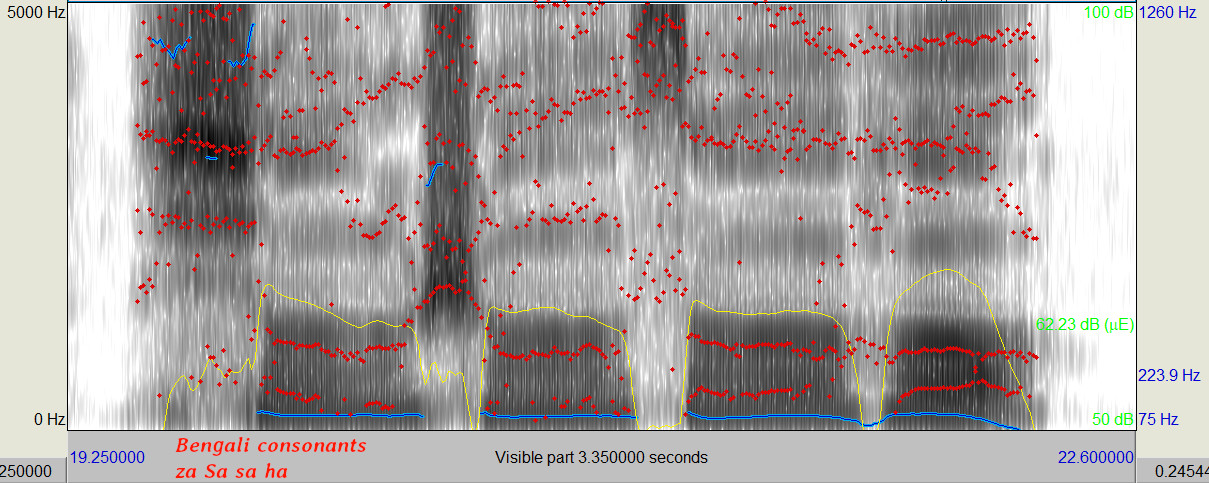 5000 Hz 100 dB 1260 Hz
62.23 dB (µE)
223.9 Hz
0 Hz 50 dB 75 Hz
19.250000 Bengali consonants Visible part 3.350000 seconds 22.600000
250000 za Sa sa ha 0.24544